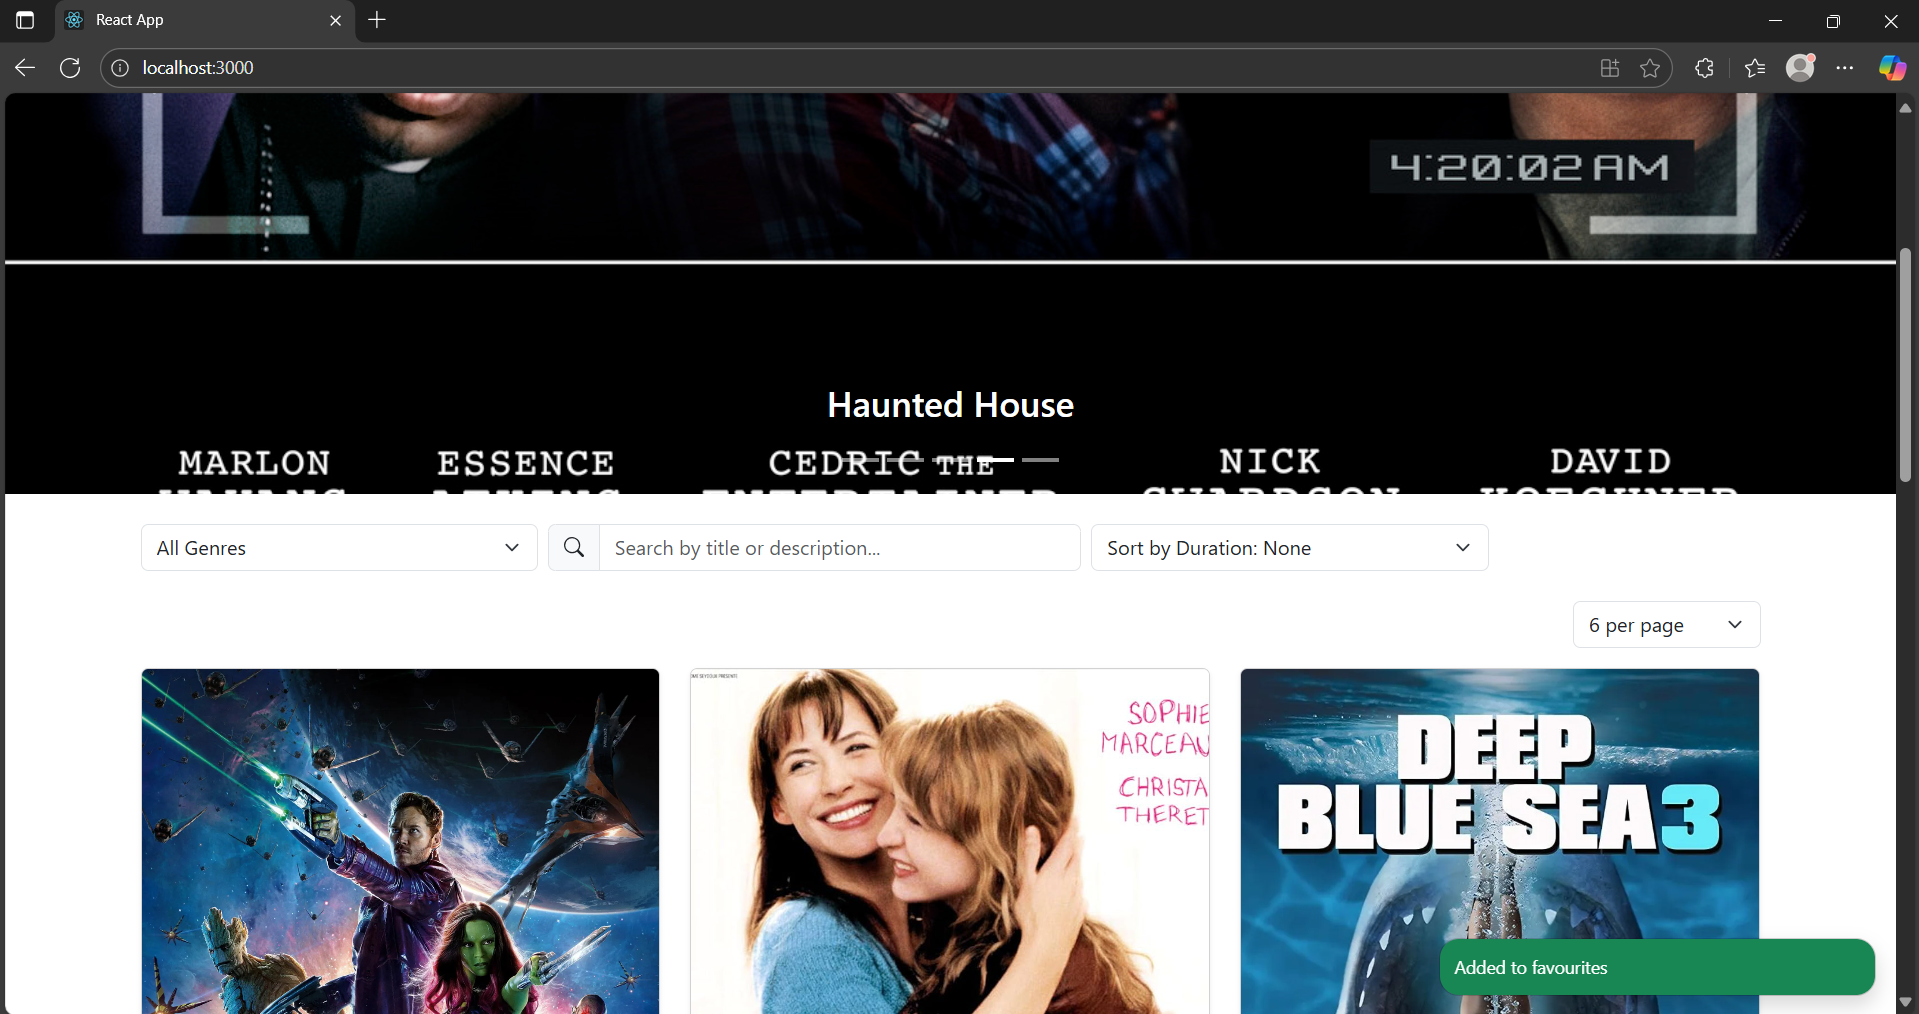 React App
localhost:3000
4:20:02 AM
Haunted House
MARLON ESSENCE CEDRIC THE NICK DAVID
All Genres
Search by title or description...
Sort by Duration: None
6 per page
SOPHIE
MARCEAU
CHRISTA
THERET
DEEP
BLUE SEA 3
Added to favourites